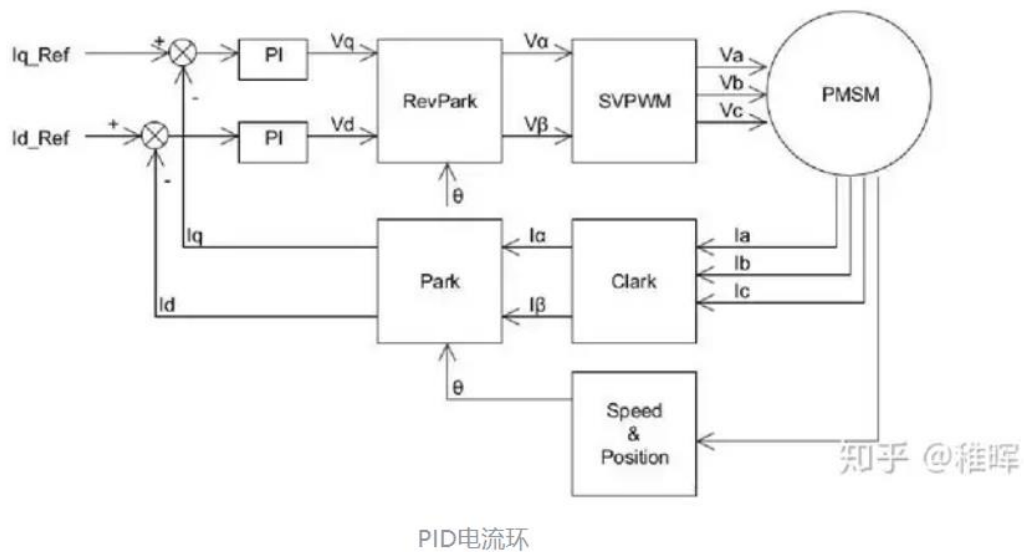 Iq_Ref
+
-
PI
Vq
RevPark
Vα
SVPWM
Va
Vb
Vc
PMSM
Id_Ref
+
-
PI
Vd
Vβ
θ
Iq
Id
Park
Iα
Iβ
Clark
Ia
Ib
Ic
θ
Speed
&
Position
知乎 @稚晖
PID电流环